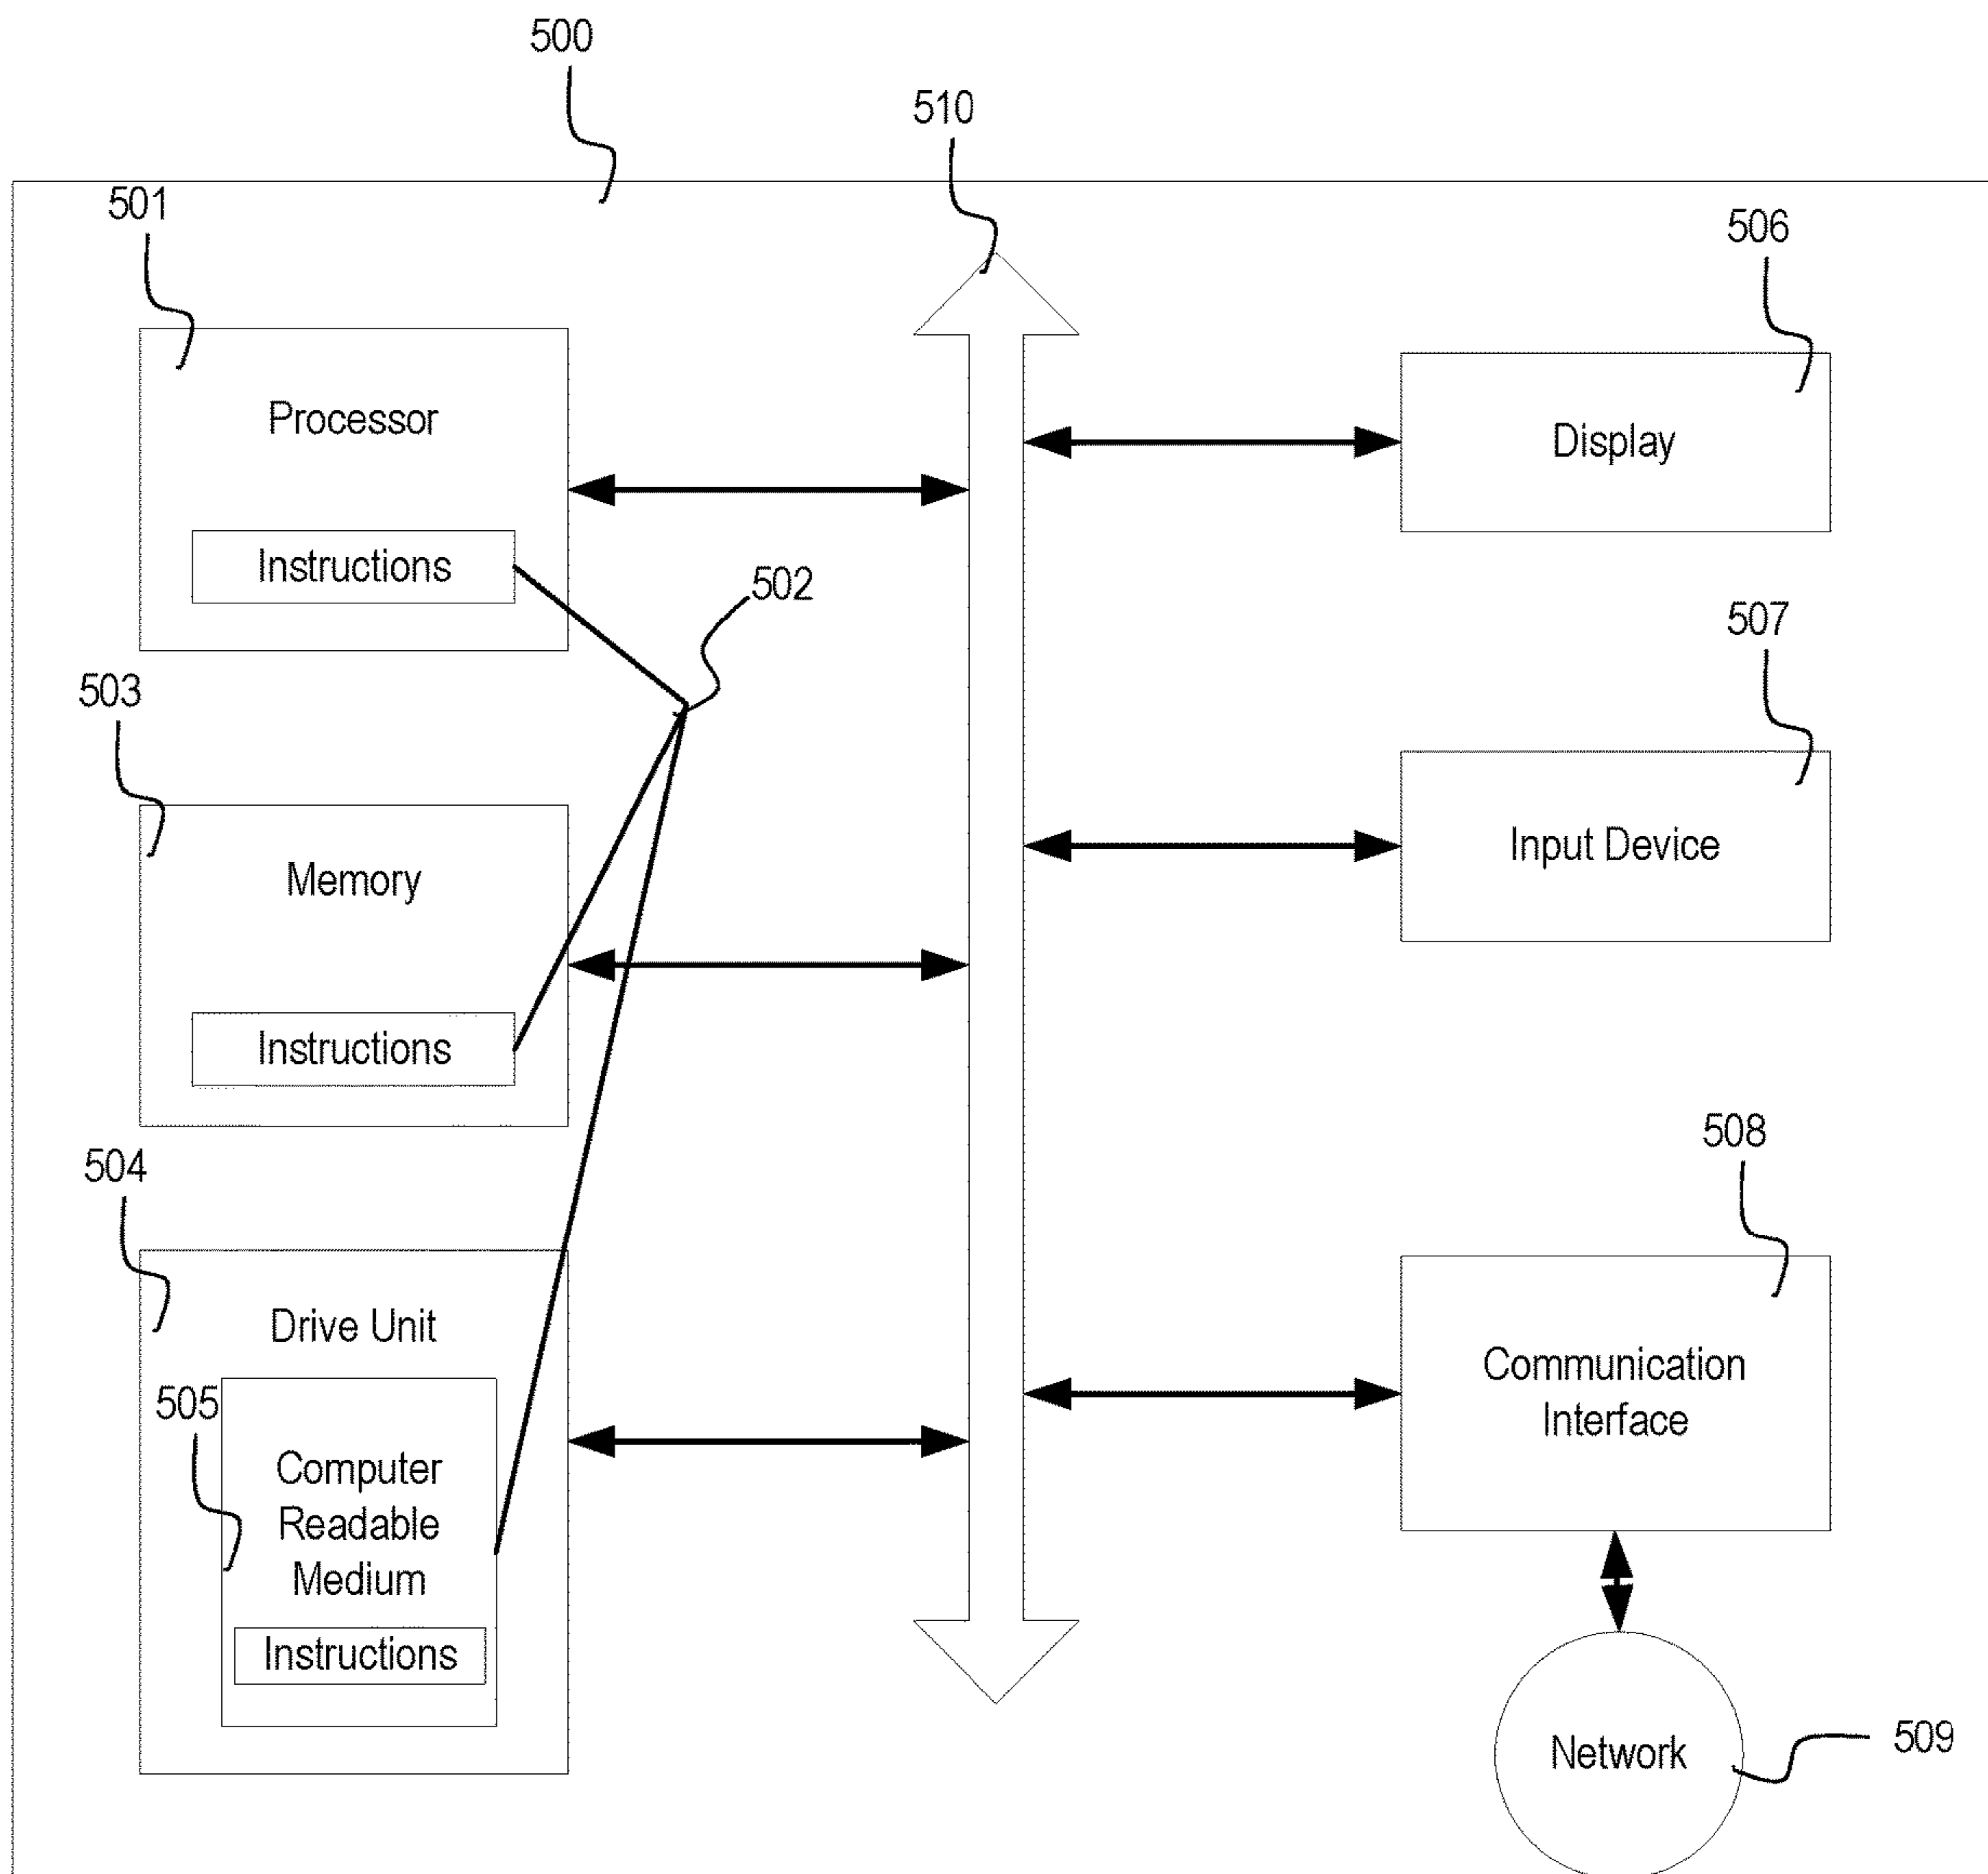 500
510
501
506
Processor
Display
Instructions
502
507
503
Input Device
Memory
Instructions
508
504
Drive Unit
Communication
Interface
505
Computer
Readable
Medium
Instructions
Network
509